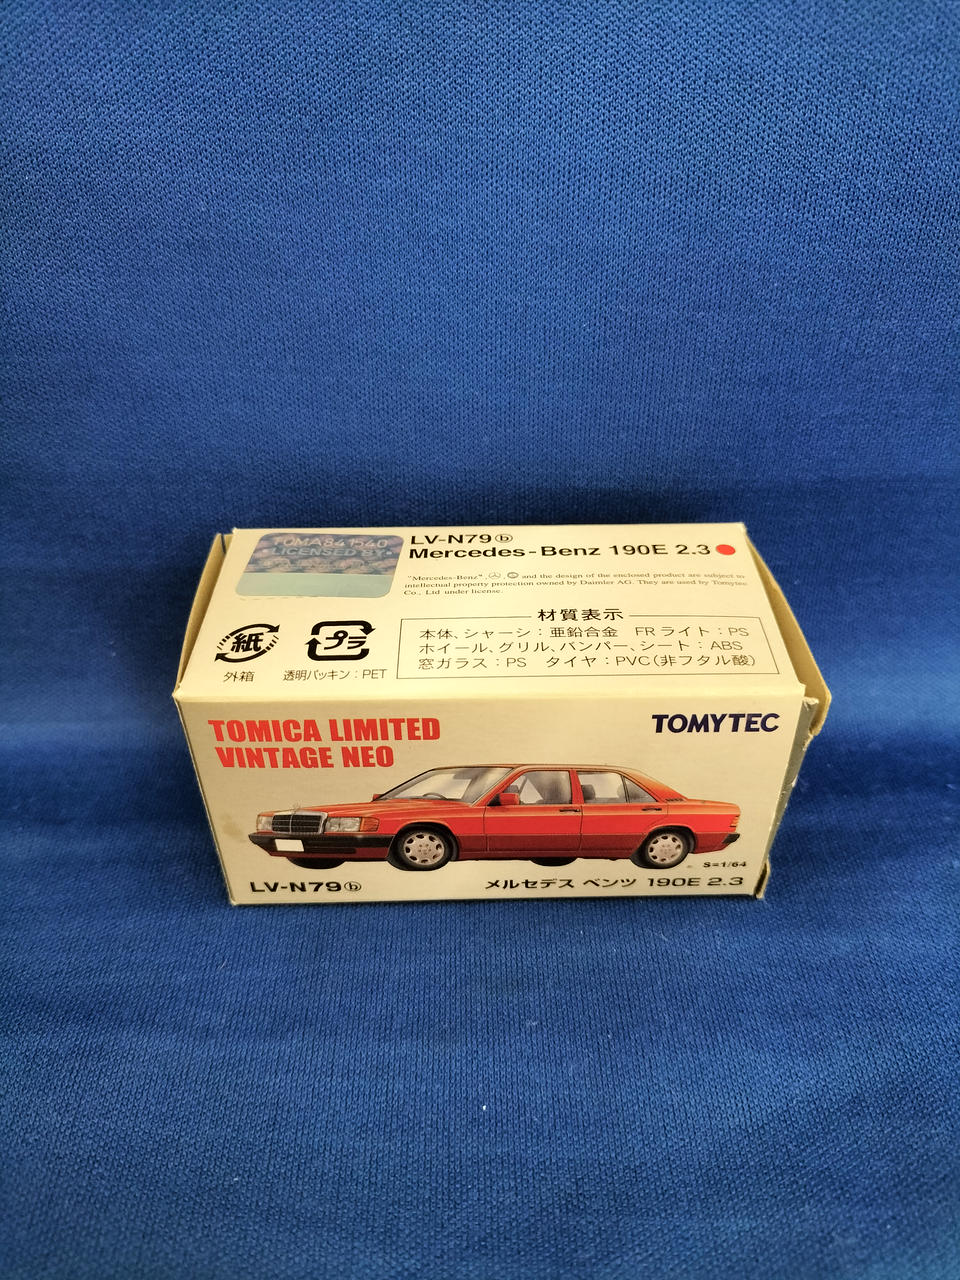 TOMA841540
LICENSED BY
LV-N79ⓑ
Mercedes-Benz 190E 2.3
"Mercedes-Benz", and the design of the enclosed product are subject to
intellectual property protection owned by Daimler AG. They are used by Tomytec
Co., Ltd under license.
紙
外箱
プラ
透明パッキン：PET
材質表示
本体、シャーシ：亜鉛合金 FRライト：PS
ホイール、グリル、バンパー、シート：ABS
窓ガラス：PS タイヤ：PVC(非フタル酸)
TOMICA LIMITED
VINTAGE NEO
TOMYTEC
S=1/64
LV-N79ⓑ
メルセデス ベンツ 190E 2.3